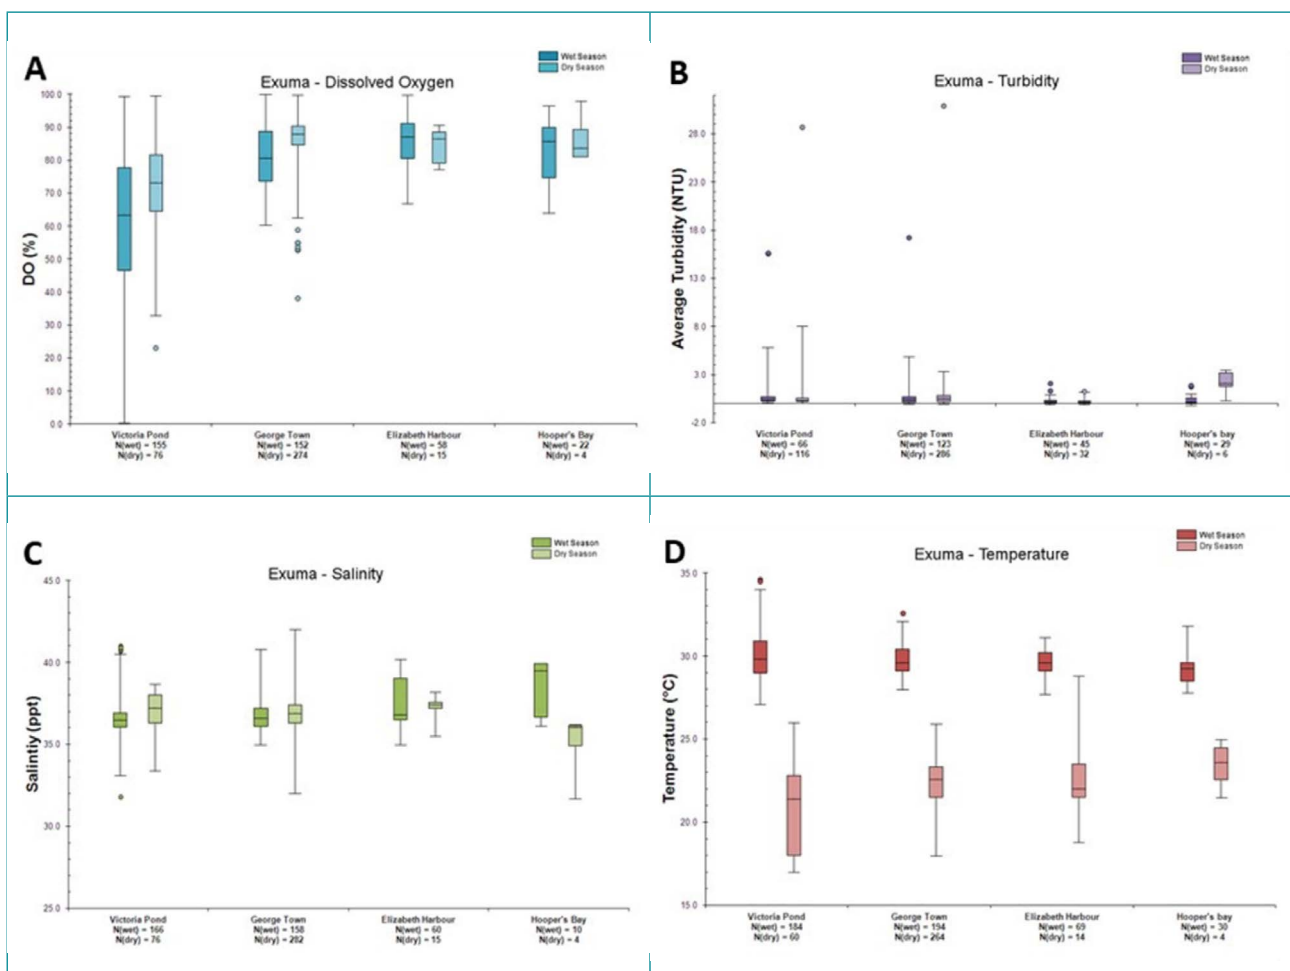 A
Wet Season
Dry Season
Exuma - Dissolved Oxygen
100.0
90.0
80.0
70.0
60.0
50.0
40.0
30.0
20.0
10.0
0.0
DO (%)
Victoria Pond
N(wet) = 155
N(dry) = 76
George Town
N(wet) = 152
N(dry) = 274
Elizabeth Harbour
N(wet) = 58
N(dry) = 15
Hooper's Bay
N(wet) = 22
N(dry) = 4
B
Wet Season
Dry Season
Exuma - Turbidity
28.0
23.0
18.0
13.0
8.0
3.0
-2.0
Average Turbidity (NTU)
Victoria Pond
N(wet) = 66
N(dry) = 116
George Town
N(wet) = 123
N(dry) = 286
Elizabeth Harbour
N(wet) = 45
N(dry) = 32
Hooper's bay
N(wet) = 29
N(dry) = 6
C
Wet Season
Dry Season
Exuma - Salinity
45.0
40.0
35.0
30.0
25.0
Salintiy (ppt)
Victoria Pond
N(wet) = 166
N(dry) = 76
George Town
N(wet) = 158
N(dry) = 282
Elizabeth Harbour
N(wet) = 60
N(dry) = 15
Hooper's Bay
N(wet) = 10
N(dry) = 4
D
Wet Season
Dry Season
Exuma - Temperature
35.0
30.0
25.0
20.0
15.0
Temperature (°C)
Victoria Pond
N(wet) = 184
N(dry) = 60
George Town
N(wet) = 194
N(dry) = 264
Elizabeth Harbour
N(wet) = 69
N(dry) = 14
Hooper's bay
N(wet) = 30
N(dry) = 4